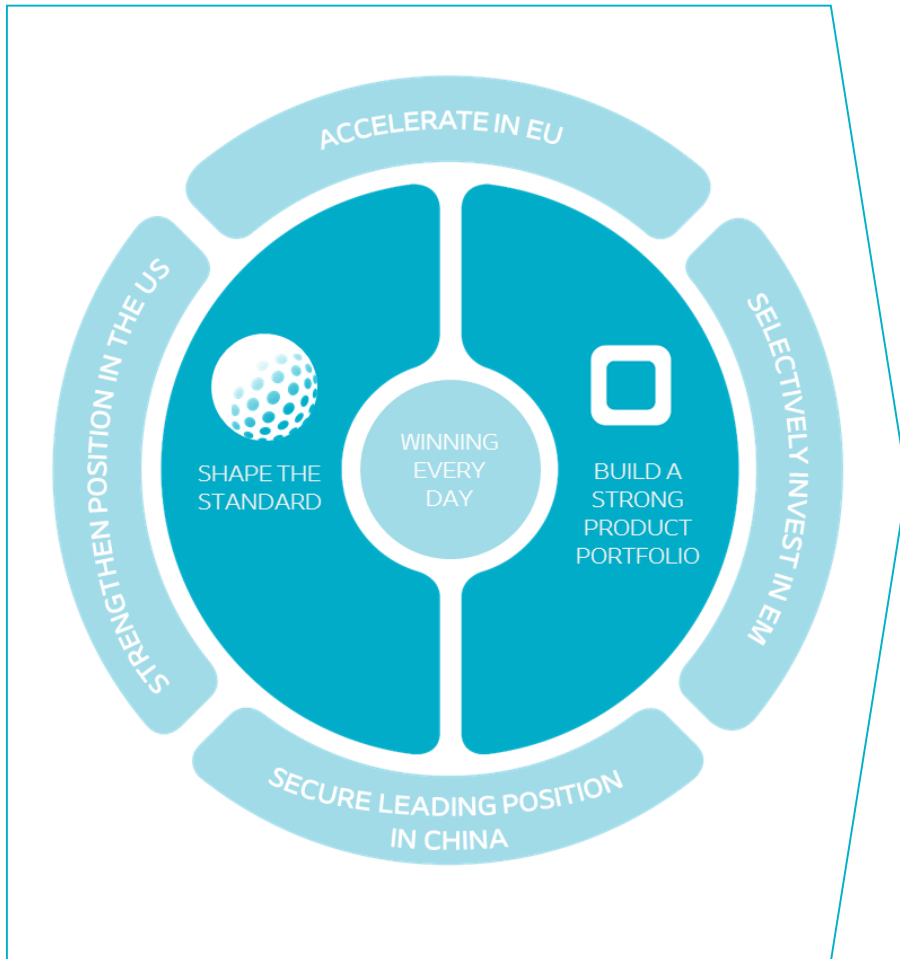 ACCELERATE IN EU
STRENGTHEN POSITION IN THE US
SELECTIVELY INVEST IN EM
SHAPE THE
STANDARD
WINNING
EVERY
DAY
BUILD A
STRONG
PRODUCT
PORTFOLIO
SECURE LEADING POSITION
IN CHINA